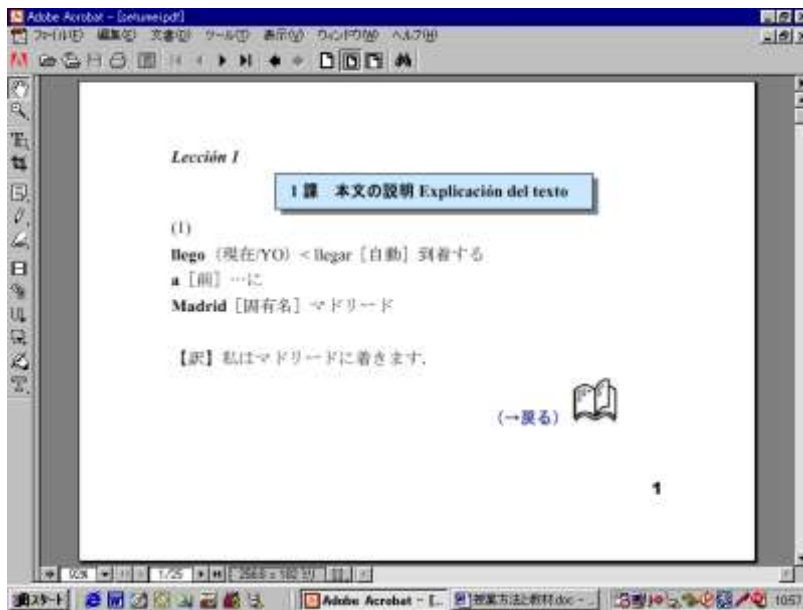 Adobe Acrobat - [setumei.pdf]
ファイル(F) 編集(E) 文書(D) ツール(T) 表示(V) ウィンドウ(W) ヘルプ(H)
Lección 1
1 課 本文の説明 Explicación del texto
(1)
llego (現在/YO) < llegar [自動] 到着する
a [前] …に
Madrid [固有名] マドリード
【訳】私はマドリードに着きます.
(→戻る)
1
1/25
スタート
Adobe Acrobat - [...
授業方法と教材.doc -